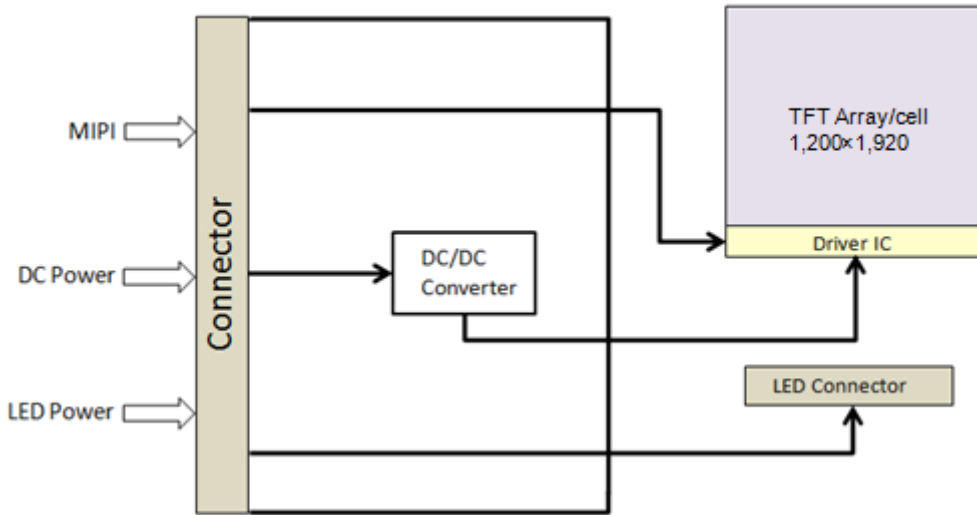 MIPI
DC Power
LED Power
Connector
DC/DC
Converter
TFT Array/cell
1,200×1,920
Driver IC
LED Connector